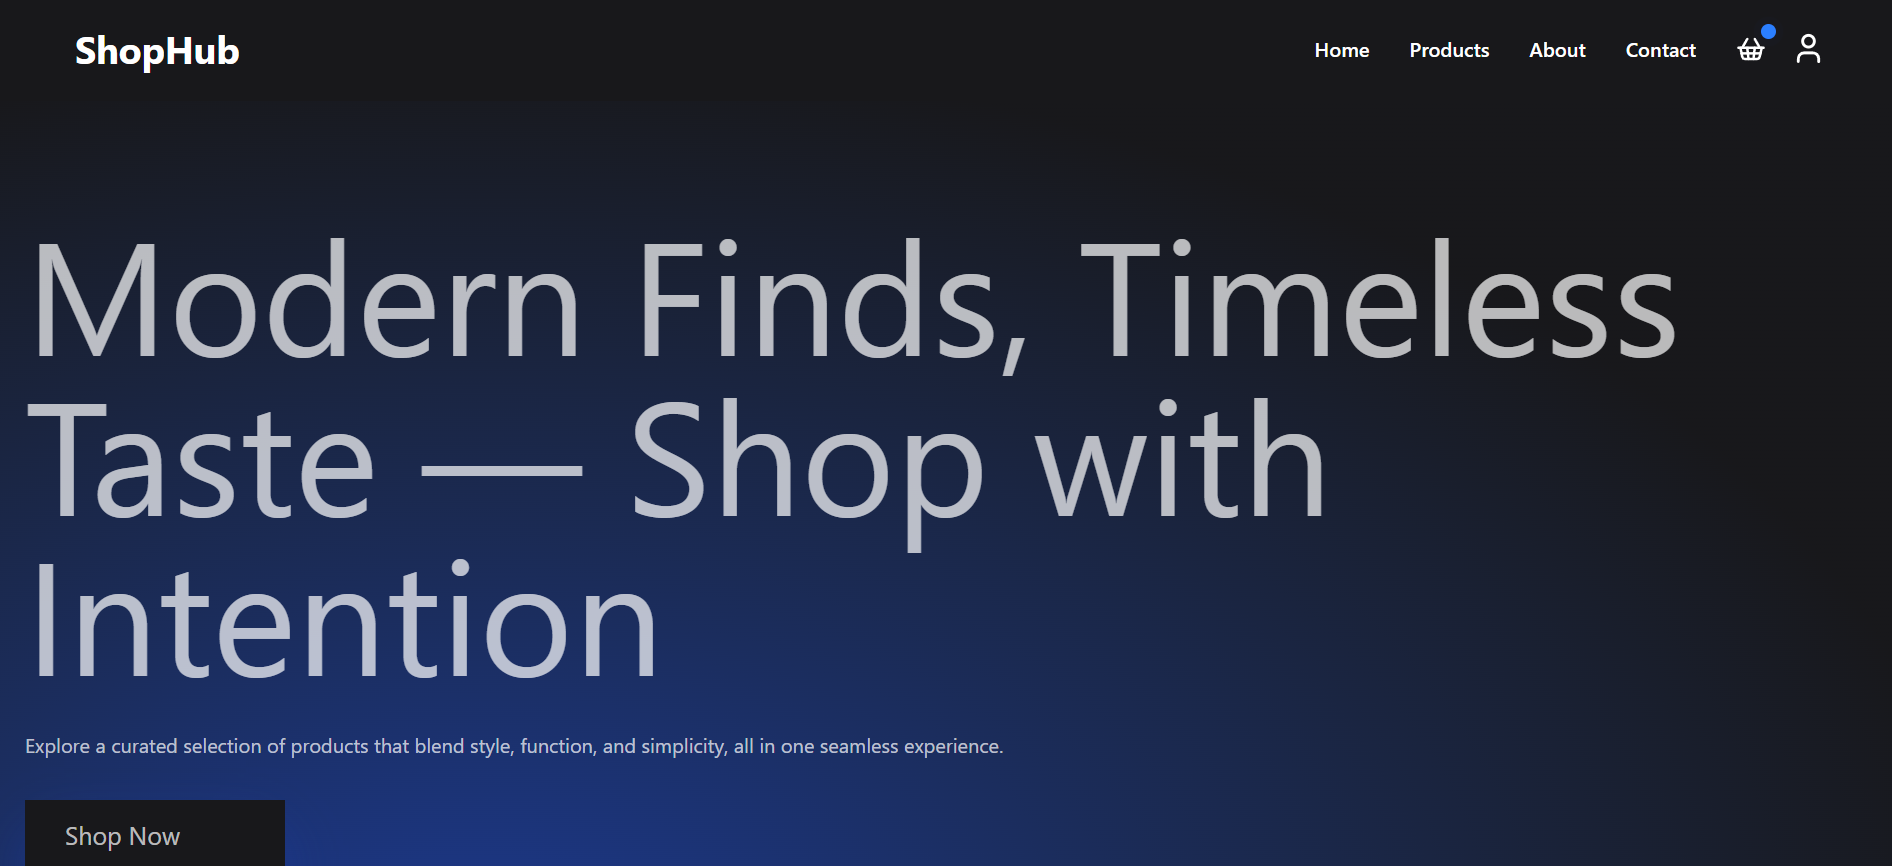 ShopHub
Home Products About Contact
Modern Finds, Timeless
Taste — Shop with
Intention
Explore a curated selection of products that blend style, function, and simplicity, all in one seamless experience.
Shop Now